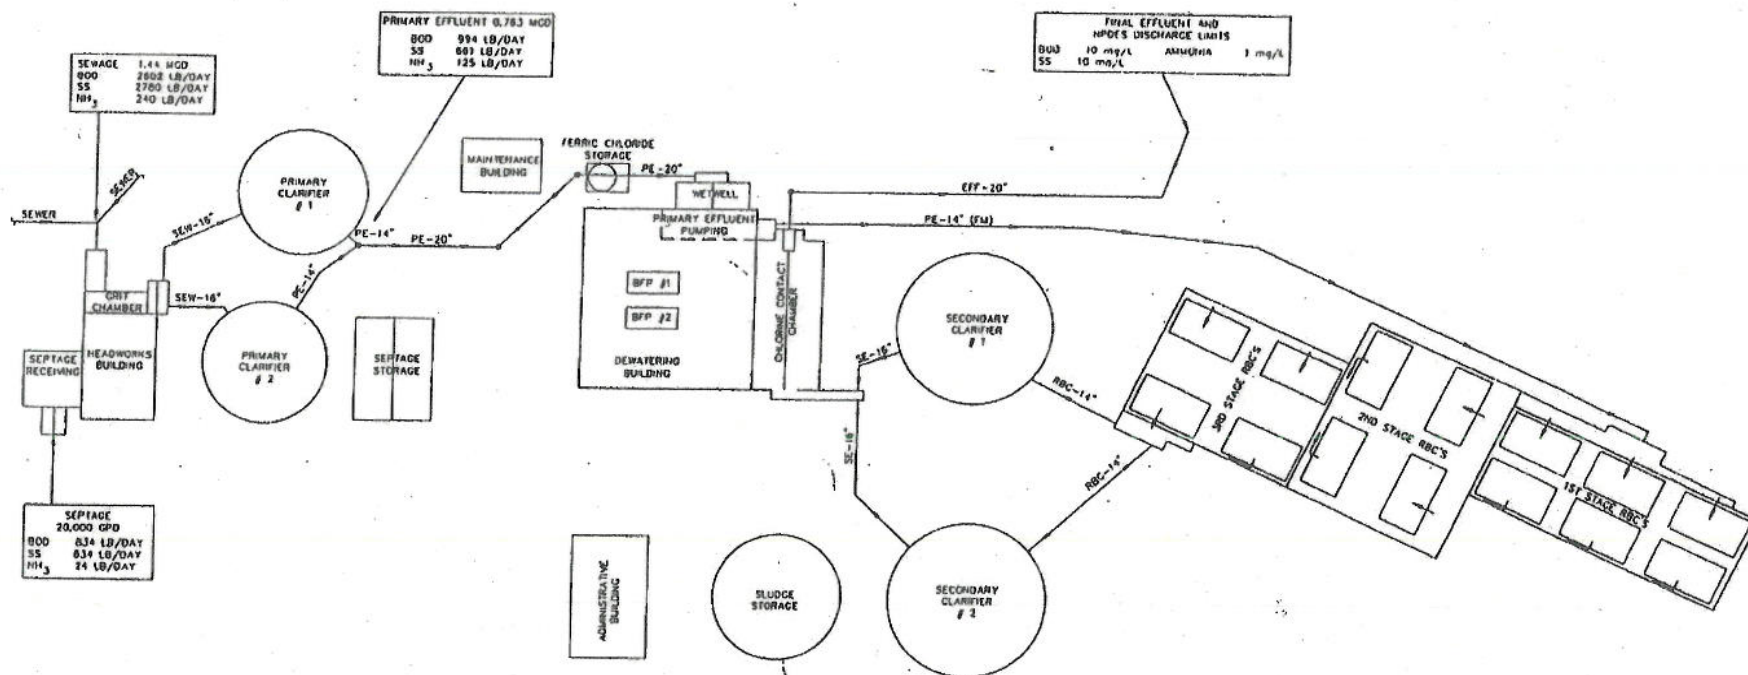 PRIMARY EFFLUENT 0.763 MGD
BOD 994 LB/DAY
SS 661 LB/DAY
NH3 125 LB/DAY
FINAL EFFLUENT AND
NPDES DISCHARGE LIMITS
BOD 10 mg/L AMMONIA 1 mg/L
SS 10 mg/L
SEWAGE 1.44 MGD
BOD 2602 LB/DAY
SS 2780 LB/DAY
NH3 240 LB/DAY
SEWER
SEWER
SEW-16"
PRIMARY
CLARIFIER
# 1
PE-14"
PE-20"
MAINTENANCE
BUILDING
FERRIC CHLORIDE
STORAGE
PE-20"
WETWELL
PRIMARY EFFLUENT
PUMPING
EFF-20"
PE-14" (FM)
GRIT
CHAMBER
SEW-16"
PE-14"
PRIMARY
CLARIFIER
# 2
SEPTAGE
RECEIVING
HEADWORKS
BUILDING
SEPTAGE
STORAGE
BFP #1
BFP #2
DEWATERING
BUILDING
CHLORINE CONTACT
CHAMBER
SECONDARY
CLARIFIER
# 1
SE-16"
RBC-14"
3RD STAGE RBC'S
2ND STAGE RBC'S
1ST STAGE RBC'S
SE-16"
RBC-14"
SEPTAGE
20,000 GPD
BOD 834 LB/DAY
SS 834 LB/DAY
NH3 24 LB/DAY
ADMINISTRATIVE
BUILDING
SLUDGE
STORAGE
SECONDARY
CLARIFIER
# 2